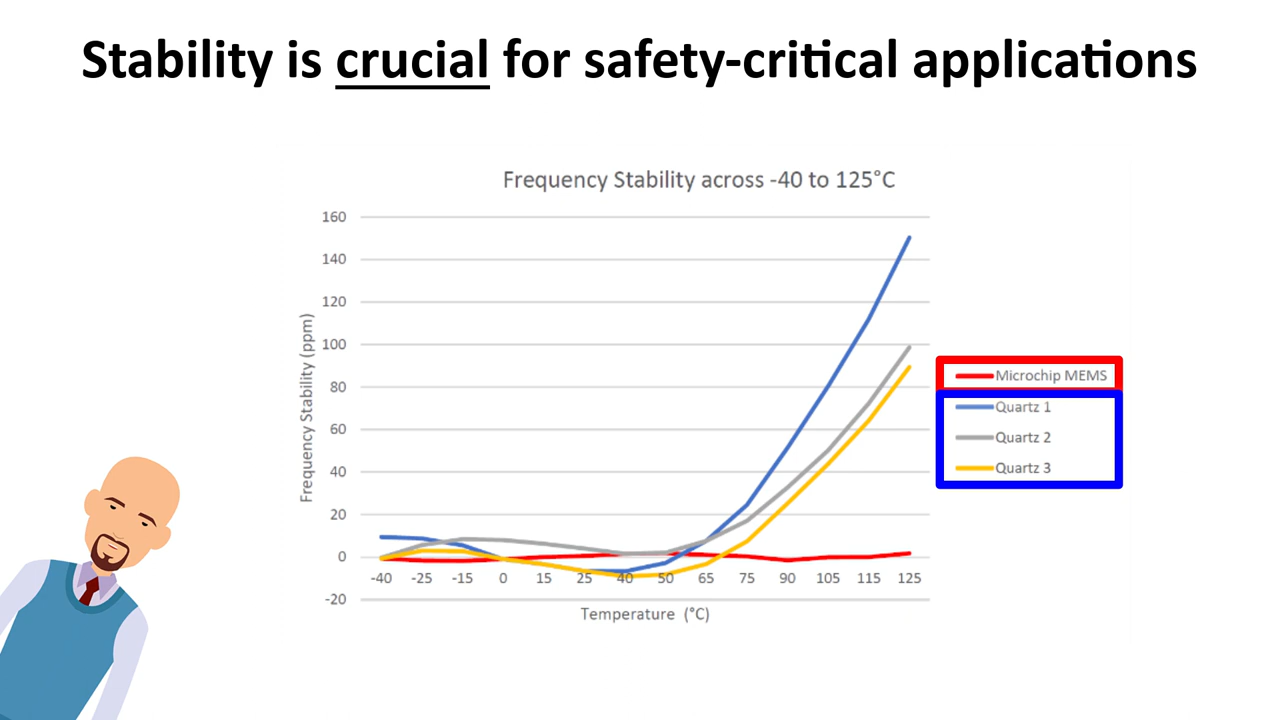 Stability is crucial for safety-critical applications
Frequency Stability across -40 to 125°C
160
140
120
100
80
60
40
20
0
-20
Frequency Stability (ppm)
-40 -25 -15 0 15 25 40 50 65 75 90 105 115 125
Temperature (°C)
Microchip MEMS
Quartz 1
Quartz 2
Quartz 3